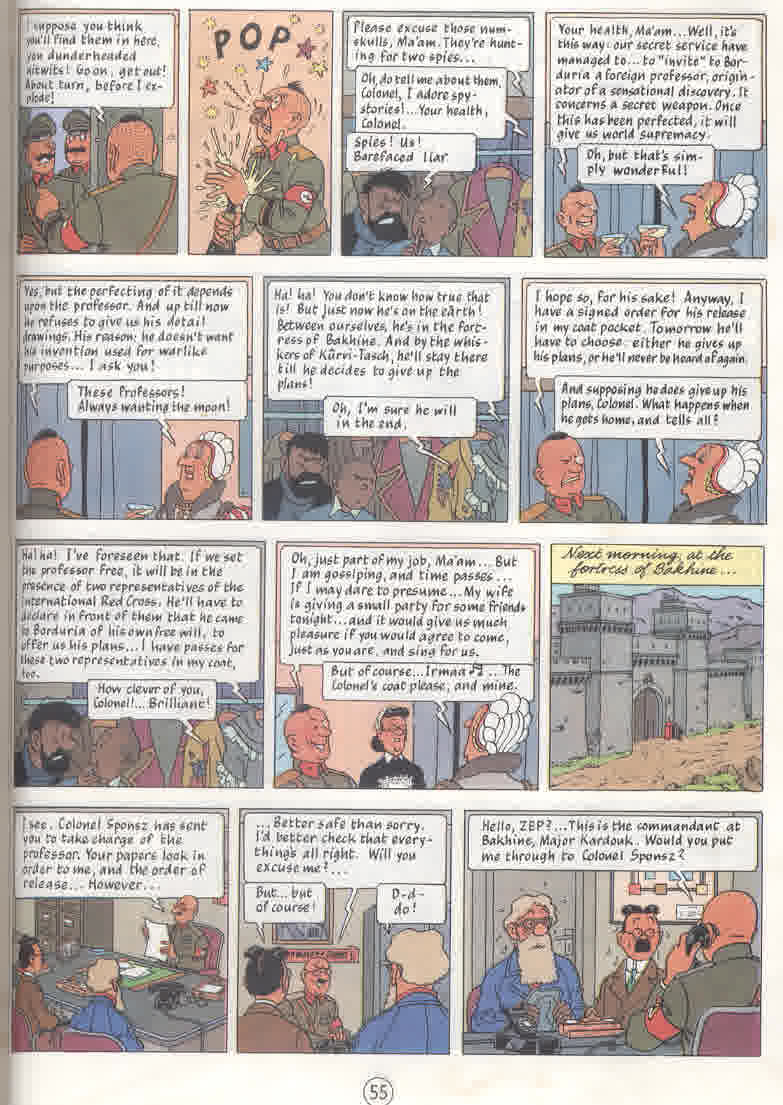 I suppose you think
you'll find them in here,
you dunderheaded
nitwits! Go on, get out!
About turn, before I ex-
plode!
POP
Please excuse those num-
skulls, Ma'am. They're hunt-
ing for two spies...
Oh, do tell me about them,
Colonel, I adore spy-
stories!...Your health,
Colonel.
Spies! Us!
Barefaced liar
Your health, Ma'am...Well, it's
this way: our secret service have
managed to... to "invite" to Bor-
duria a foreign professor, origin-
ator of a sensational discovery. It
concerns a secret weapon. Once
this has been perfected, it will
give us world supremacy.
Oh, but that's sim-
ply wonderful!
Yes, but the perfecting of it depends
upon the professor. And up till now
he refuses to give us his detail
drawings. His reason: he doesn't want
his invention used for warlike
purposes... I ask you!
These Professors!
Always wanting the moon!
Ha! ha! You don't know how true that
is! But just now he's on the earth!
Between ourselves, he's in the fort-
ress of Bakhine. And by the whis-
kers of Kûrvi-Tasch, he'll stay there
till he decides to give up the
plans!
Oh, I'm sure he will
in the end.
I hope so, for his sake! Anyway, I
have a signed order for his release
in my coat pocket. Tomorrow he'll
have to choose: either he gives up
his plans, or he'll never be heard of again.
And supposing he does give up his
plans, Colonel. What happens when
he gets home, and tells all?
Ha! ha! I've foreseen that. If we set
the professor free, it will be in the
presence of two representatives of the
International Red Cross. He'll have to
declare in front of them that he came
to Borduria of his own free will, to
offer us his plans... I have passes for
these two representatives in my coat,
too.
How clever of you,
Colonel!... Brilliant!
Oh, just part of my job, Ma'am... But
I am gossiping, and time passes...
If I may dare to presume... My wife
is giving a small party for some friends
tonight...and it would give us much
pleasure if you would agree to come,
just as you are, and sing for us.
But of course...Irmaa ♫... The
Colonel's coat please, and mine.
Next morning, at the
fortress of Bakhine...
I see. Colonel Sponsz has sent
you to take charge of the
professor. Your papers look in
order to me, and the order of
release... However...
...Better safe than sorry.
I'd better check that every-
thing's all right. Will you
excuse me?...
But... but
of course!
D-d-
do!
Hello, ZEP?...This is the commandant at
Bakhine, Major Kardouk. Would you put
me through to Colonel Sponsz?
55